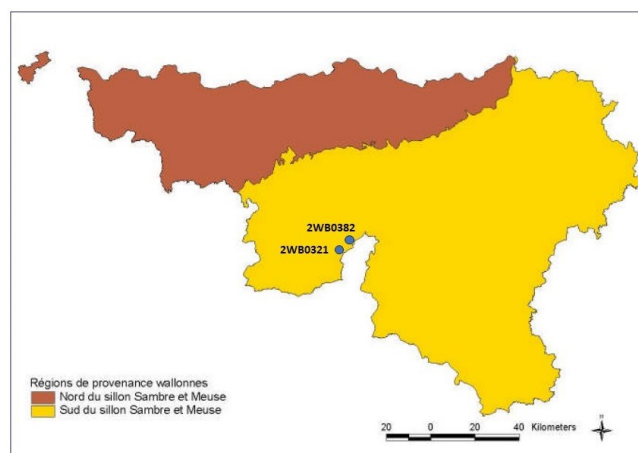 2WB0382
2WB0321
Régions de provenance wallonnes
Nord du sillon Sambre et Meuse
Sud du sillon Sambre et Meuse
20 0 20 40 Kilometers